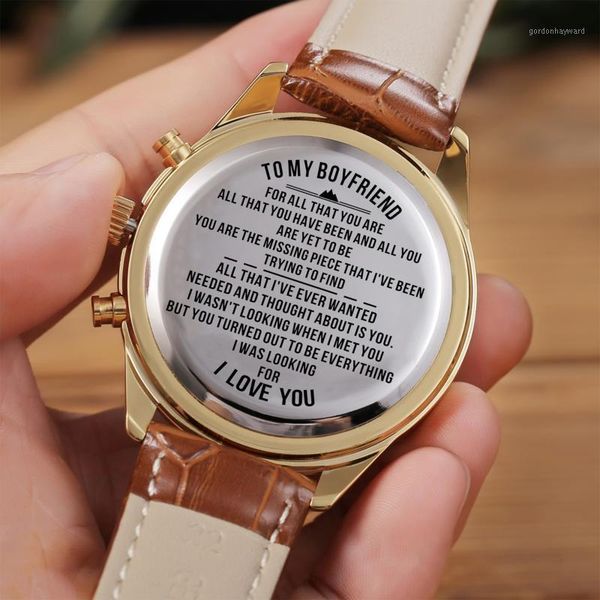 gordonhayward
TO MY BOYFRIEND
FOR ALL THAT YOU ARE
ALL THAT YOU HAVE BEEN AND ALL YOU
ARE YET TO BE
YOU ARE THE MISSING PIECE THAT I'VE BEEN
TRYING TO FIND
ALL THAT I'VE EVER WANTED
NEEDED AND THOUGHT ABOUT IS YOU.
I WASN'T LOOKING WHEN I MET YOU
BUT YOU TURNED OUT TO BE EVERYTHING
I WAS LOOKING
FOR
I LOVE YOU